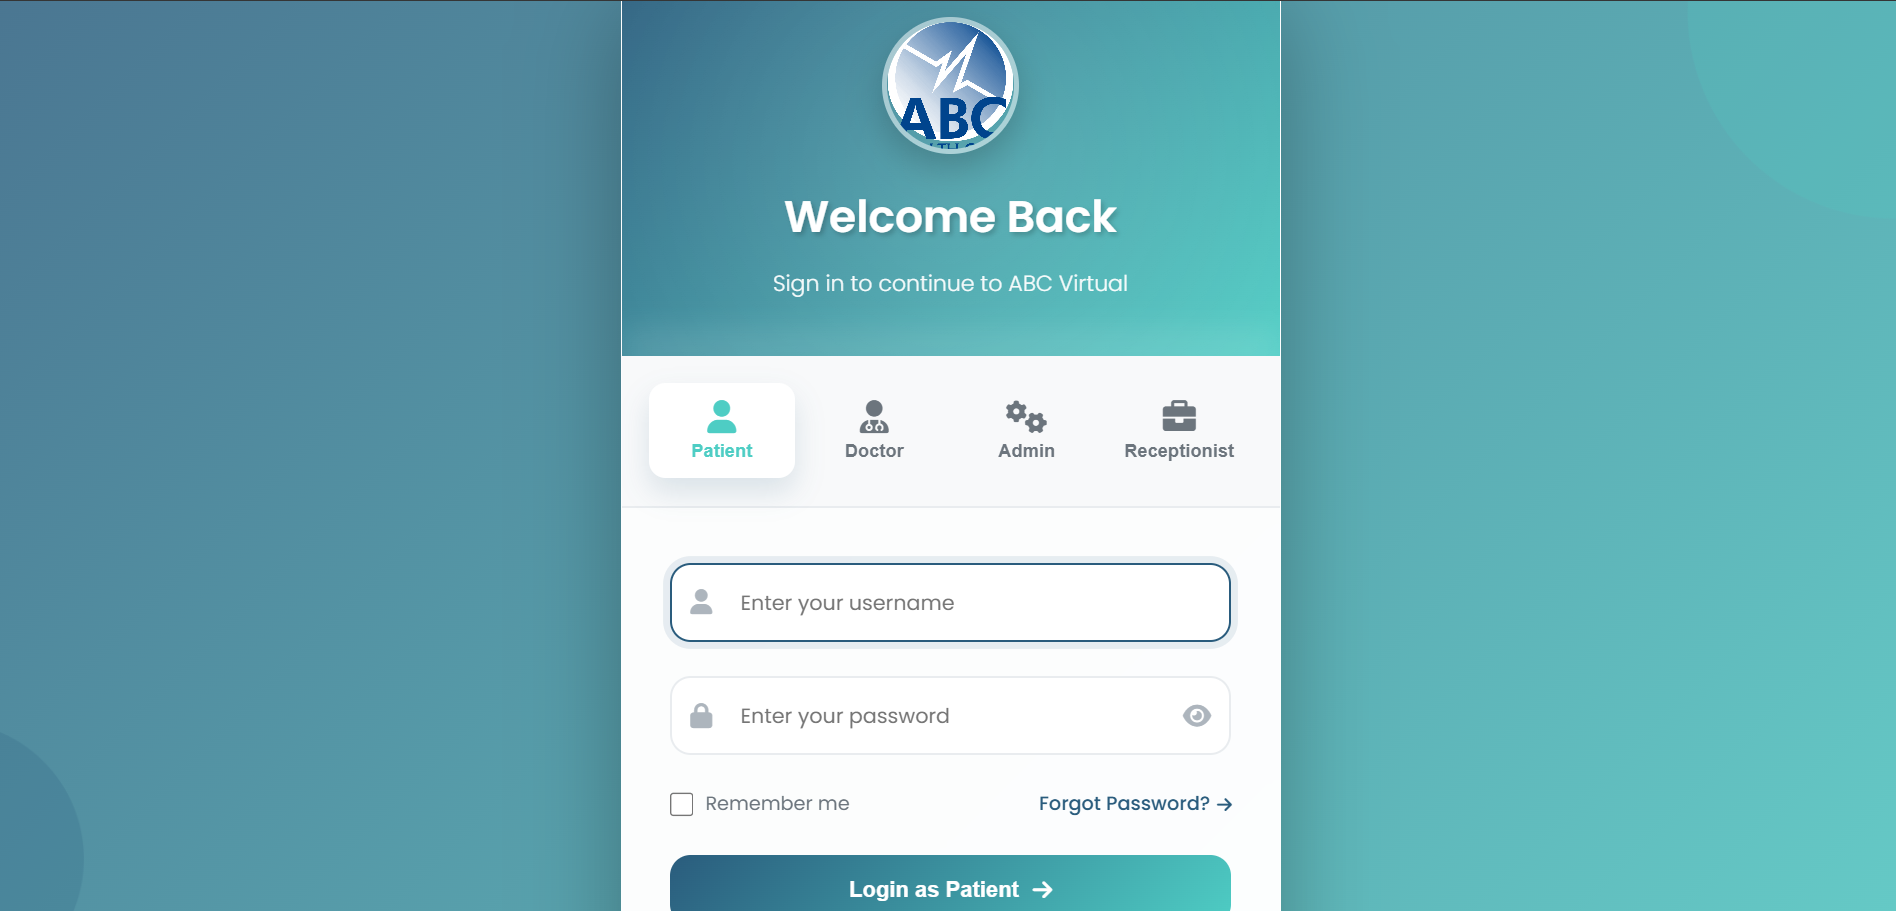 ABC
Welcome Back
Sign in to continue to ABC Virtual
Patient
Doctor
Admin
Receptionist
Enter your username
Enter your password
Remember me
Forgot Password? →
Login as Patient →